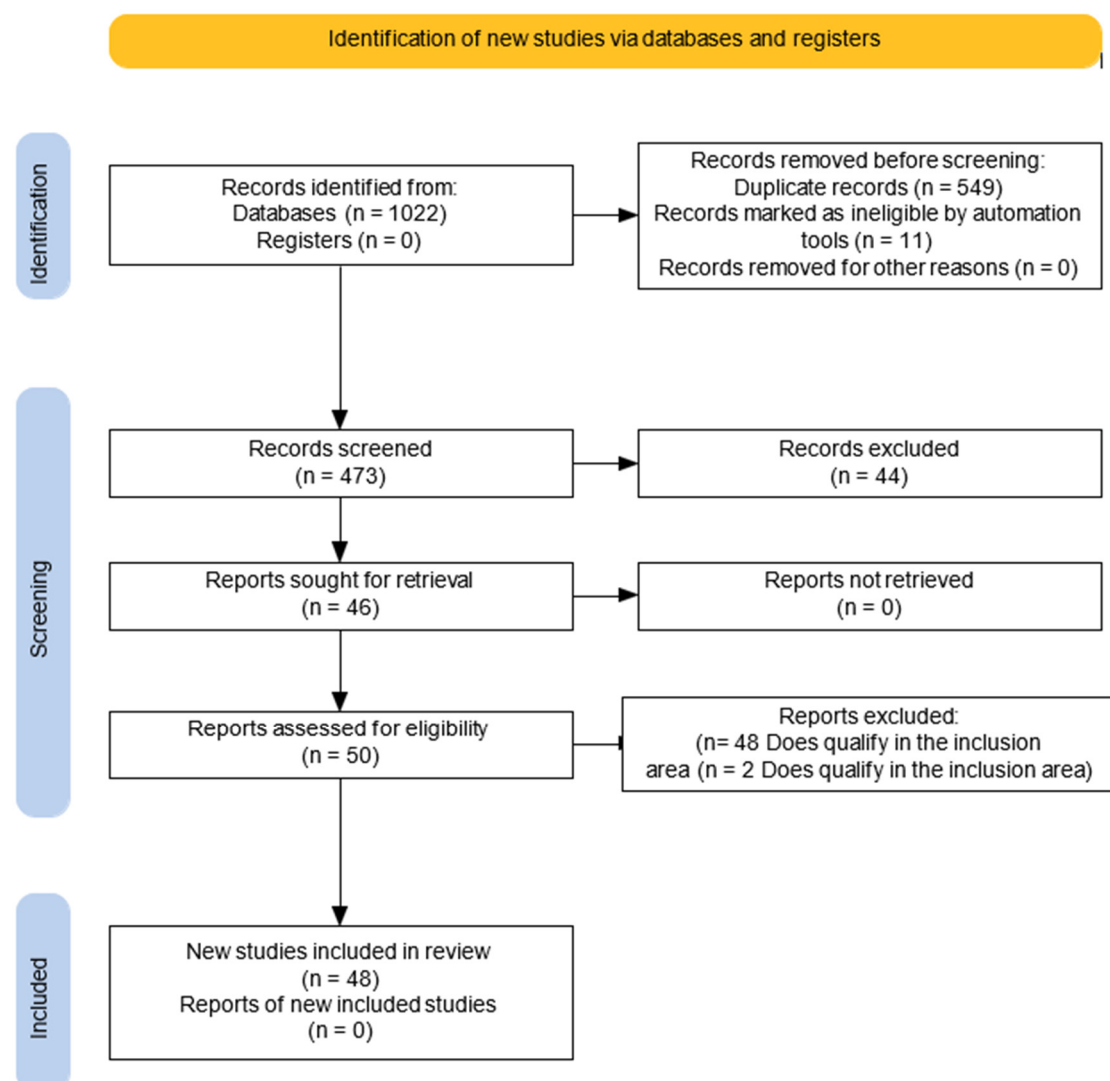 Identification of new studies via databases and registers
Identification
Records identified from:
Databases (n = 1022)
Registers (n = 0)
Records removed before screening:
Duplicate records (n = 549)
Records marked as ineligible by automation
tools (n = 11)
Records removed for other reasons (n = 0)
Screening
Records screened
(n = 473)
Records excluded
(n = 44)
Reports sought for retrieval
(n = 46)
Reports not retrieved
(n = 0)
Reports assessed for eligibility
(n = 50)
Reports excluded:
(n= 48 Does qualify in the inclusion
area (n = 2 Does qualify in the inclusion area)
Included
New studies included in review
(n = 48)
Reports of new included studies
(n = 0)